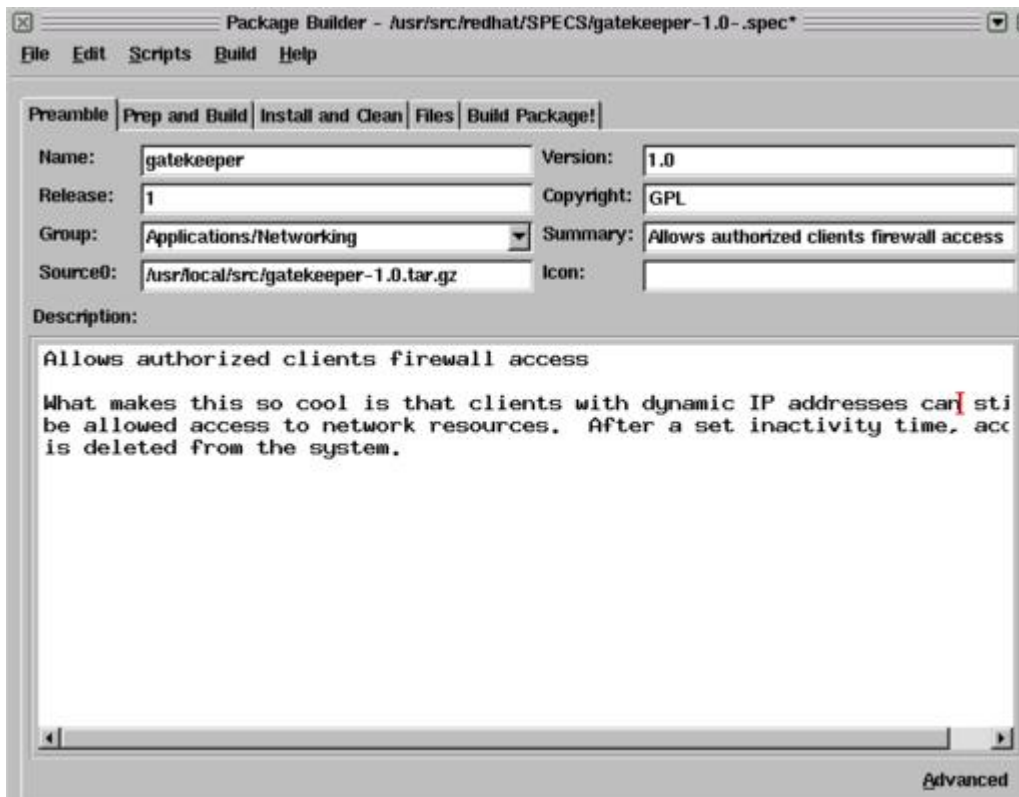 Package Builder - /usr/src/redhat/SPECS/gatekeeper-1.0-.spec*
File Edit Scripts Build Help
Preamble Prep and Build Install and Clean Files Build Package!
Name: gatekeeper Version: 1.0
Release: 1 Copyright: GPL
Group: Applications/Networking Summary: Allows authorized clients firewall access
Source0: /usr/local/src/gatekeeper-1.0.tar.gz Icon:
Description:
Allows authorized clients firewall access
What makes this so cool is that clients with dynamic IP addresses can sti
be allowed access to network resources. After a set inactivity time, acc
is deleted from the system.
Advanced